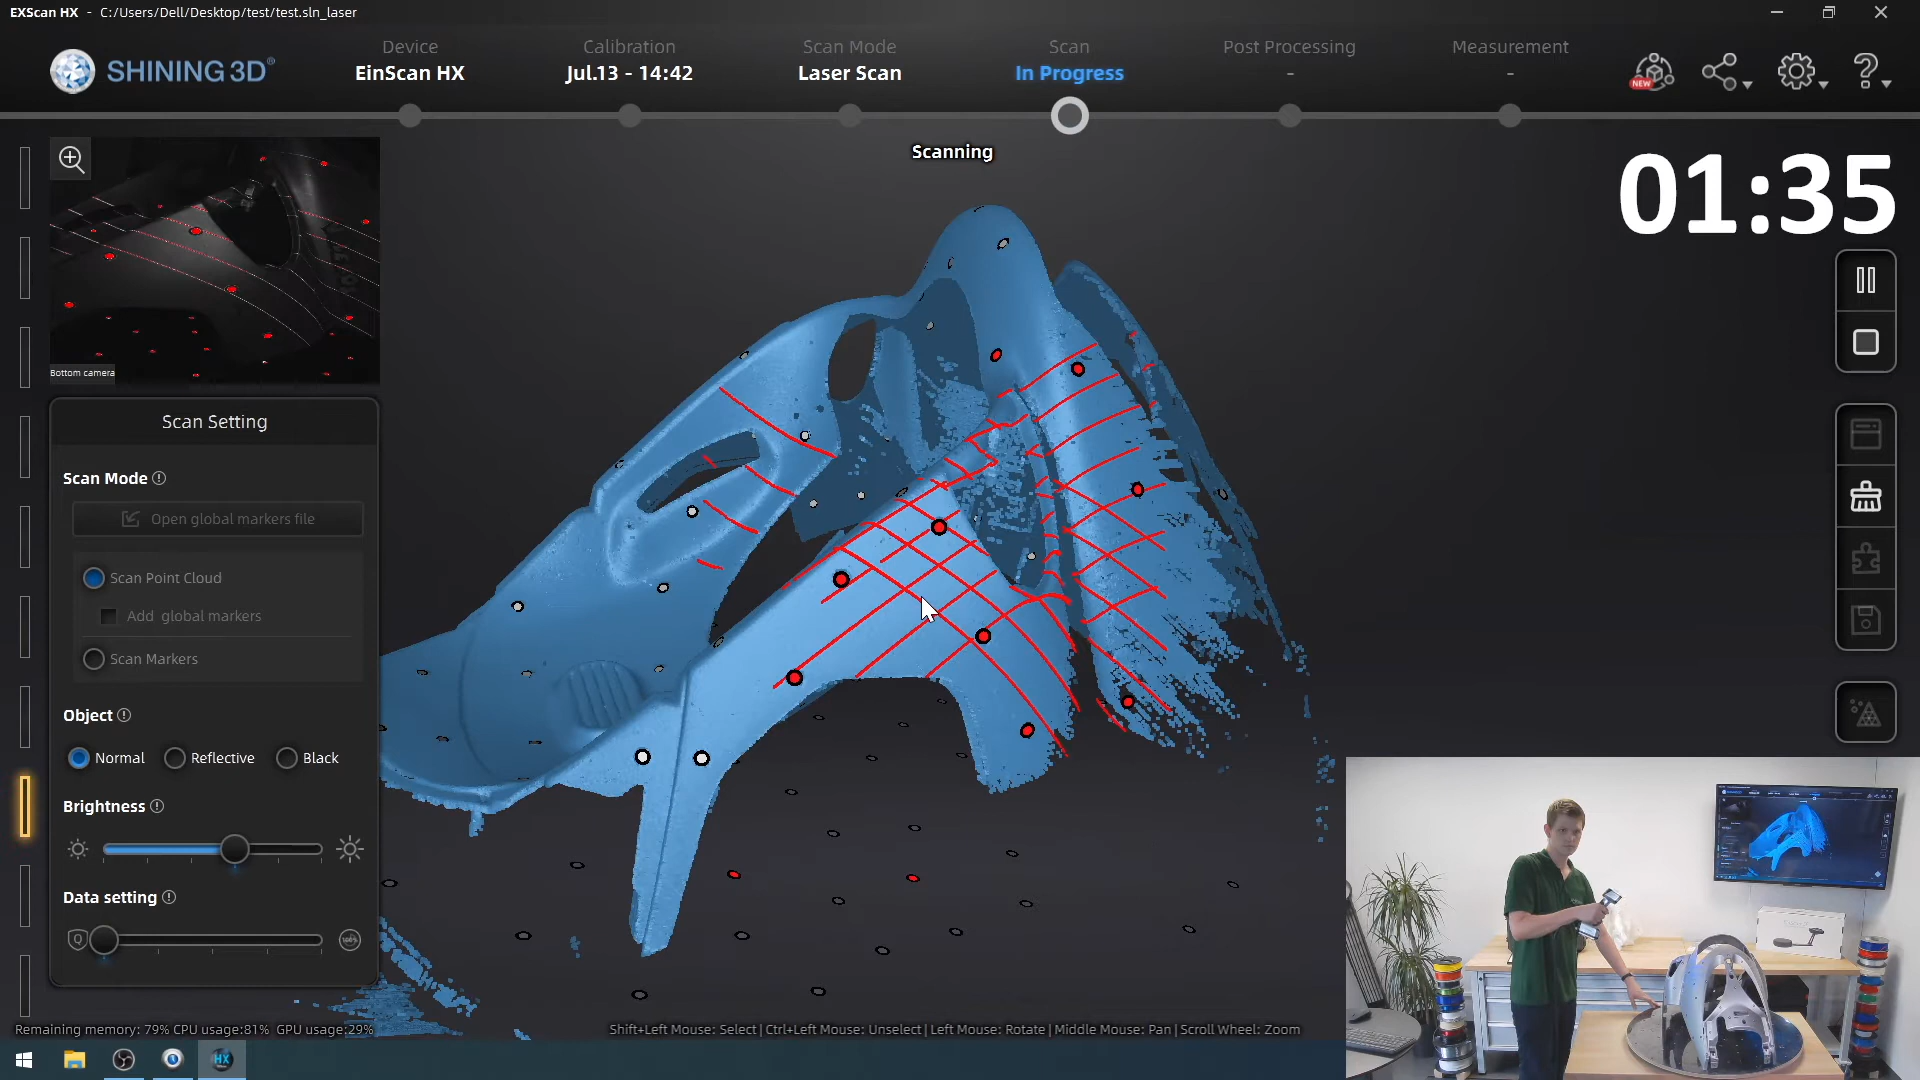 EXScan HX - C:/Users/Dell/Desktop/test/test.sln_laser
SHINING 3D®
Device
EinScan HX
Calibration
Jul.13 - 14:42
Scan Mode
Laser Scan
Scan
In Progress
Post Processing
-
Measurement
-
NEW
Scanning
01:35
Bottom camera
Scan Setting
Scan Mode
Open global markers file
Scan Point Cloud
Add global markers
Scan Markers
Object
Normal
Reflective
Black
Brightness
Data setting
Q
100%
Remaining memory: 79% CPU usage:81% GPU usage:29%
Shift+Left Mouse: Select | Ctrl+Left Mouse: Unselect | Left Mouse: Rotate | Middle Mouse: Pan | Scroll Wheel: Zoom
HX